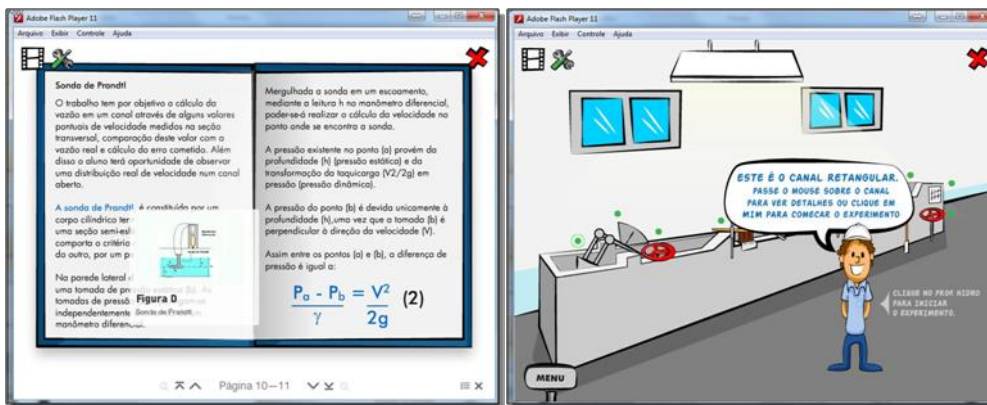 Adobe Flash Player 11
Arquivo Exibir Controle Ajuda
Sonda de Prandtl
O trabalho tem por objetivo o cálculo da
vazão em um canal através de alguns valores
pontuais de velocidade medidos na seção
transversal, comparação deste valor com a
vazão real e cálculo do erro cometido. Além
disso o aluno terá oportunidade de observar
uma distribuição real de velocidade num canal
aberto.
A sonda de Prandtl é constituída por um
corpo cilíndrico
uma seção
comporta a critério
do outro, por um
Na parede lateral
uma tomada de pressão estática (b). As
tomadas de pressão
independentemente
manômetro diferencial.
Figura D
Sonda de Prandtl.
Mergulhada a sonda em um escoamento,
mediante a leitura h no manômetro diferencial,
poder-se-á realizar o cálculo da velocidade no
ponto onde se encontra a sonda.
A pressão existente no ponto (a) provém da
profundidade (h) (pressão estática) e da
transformação da taquicarga (V2/2g) em
pressão (pressão dinâmica).
A pressão do ponto (b) é devida unicamente à
profundidade (h),uma vez que a tomada (b) é
perpendicular à direção da velocidade (V).
Assim entre os pontos (a) e (b), a diferença de
pressão é igual a:
Pa - Pb = V² (2)
γ 2g
Página 10—11
Adobe Flash Player 11
Arquivo Exibir Controle Ajuda
ESTE É O CANAL RETANGULAR.
PASSE O MOUSE SOBRE O CANAL
PARA VER DETALHES OU CLIQUE EM
MIM PARA COMEÇAR O EXPERIMENTO
CLIQUE NO PROF HIDRO
PARA INICIAR
O EXPERIMENTO.
MENU